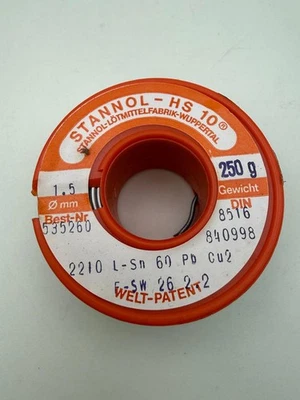 STANNOL-HS 10®
STANNOL-LÖTMITTELFABRIK-WUPPERTAL
1.5
Ø mm
Best-Nr
535260
250 g
Gewicht
DIN
8516
840998
2210 L-Sn 60 Pb Cu2
F-SW 26 2.2
WELT-PATENT